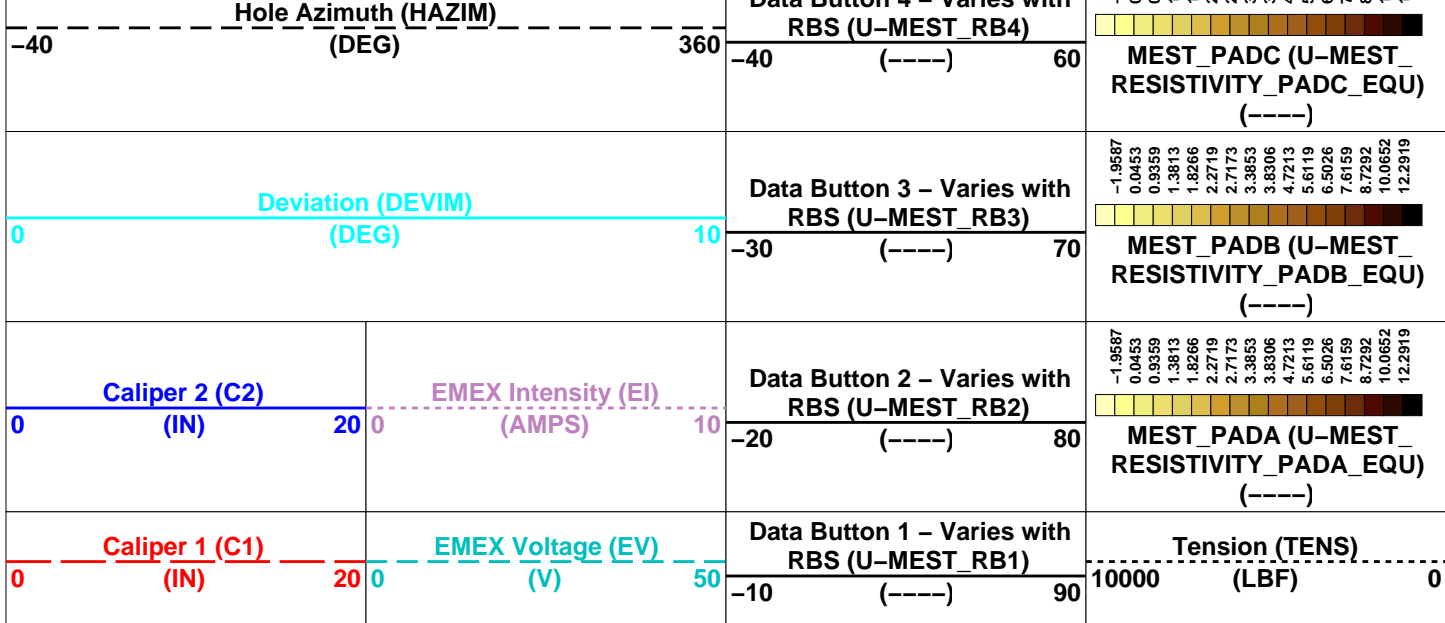 Hole Azimuth (HAZIM)
−40 (DEG) 360
Data Button 4 − Varies with
RBS (U−MEST_RB4)
−40 (−−−−) 60
MEST_PADC (U−MEST_
RESISTIVITY_PADC_EQU)
(−−−−)
Deviation (DEVIM)
0 (DEG) 10
Data Button 3 − Varies with
RBS (U−MEST_RB3)
−30 (−−−−) 70
−1.9587
0.0453
0.9359
1.3813
1.8266
2.2719
2.7173
3.3853
3.8306
4.7213
5.6119
6.5026
7.6159
8.7292
10.0652
12.2919
MEST_PADB (U−MEST_
RESISTIVITY_PADB_EQU)
(−−−−)
Caliper 2 (C2)
0 (IN) 20
EMEX Intensity (EI)
0 (AMPS) 10
Data Button 2 − Varies with
RBS (U−MEST_RB2)
−20 (−−−−) 80
−1.9587
0.0453
0.9359
1.3813
1.8266
2.2719
2.7173
3.3853
3.8306
4.7213
5.6119
6.5026
7.6159
8.7292
10.0652
12.2919
MEST_PADA (U−MEST_
RESISTIVITY_PADA_EQU)
(−−−−)
Caliper 1 (C1)
0 (IN) 20
EMEX Voltage (EV)
0 (V) 50
Data Button 1 − Varies with
RBS (U−MEST_RB1)
−10 (−−−−) 90
Tension (TENS)
10000 (LBF) 0